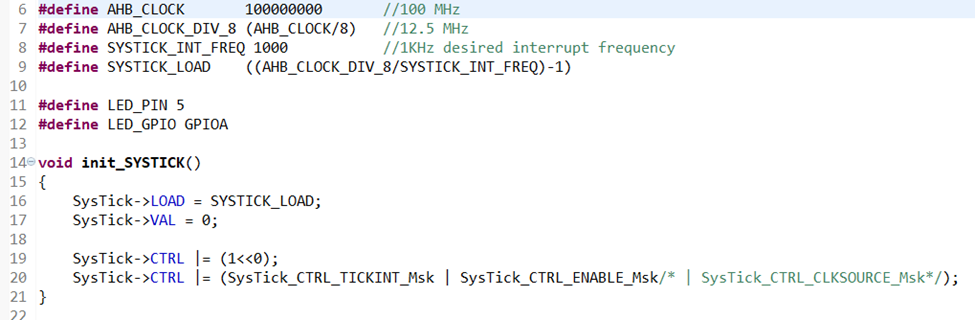 6 #define AHB_CLOCK 100000000 //100 MHz
7 #define AHB_CLOCK_DIV_8 (AHB_CLOCK/8) //12.5 MHz
8 #define SYSTICK_INT_FREQ 1000 //1KHz desired interrupt frequency
9 #define SYSTICK_LOAD ((AHB_CLOCK_DIV_8/SYSTICK_INT_FREQ)-1)
10
11 #define LED_PIN 5
12 #define LED_GPIO GPIOA
13
14 void init_SYSTICK()
15 {
16 SysTick->LOAD = SYSTICK_LOAD;
17 SysTick->VAL = 0;
18
19 SysTick->CTRL |= (1<<0);
20 SysTick->CTRL |= (SysTick_CTRL_TICKINT_Msk | SysTick_CTRL_ENABLE_Msk/* | SysTick_CTRL_CLKSOURCE_Msk*/);
21 }
22